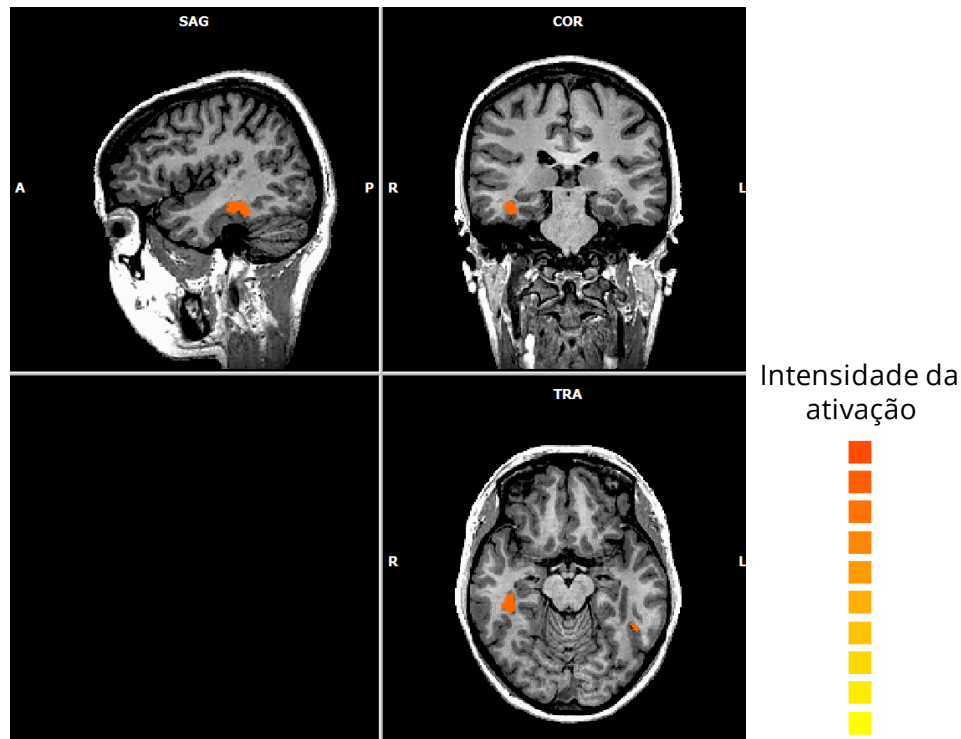 SAG
COR
A
P
R
L
Intensidade da
ativação
TRA
R
L